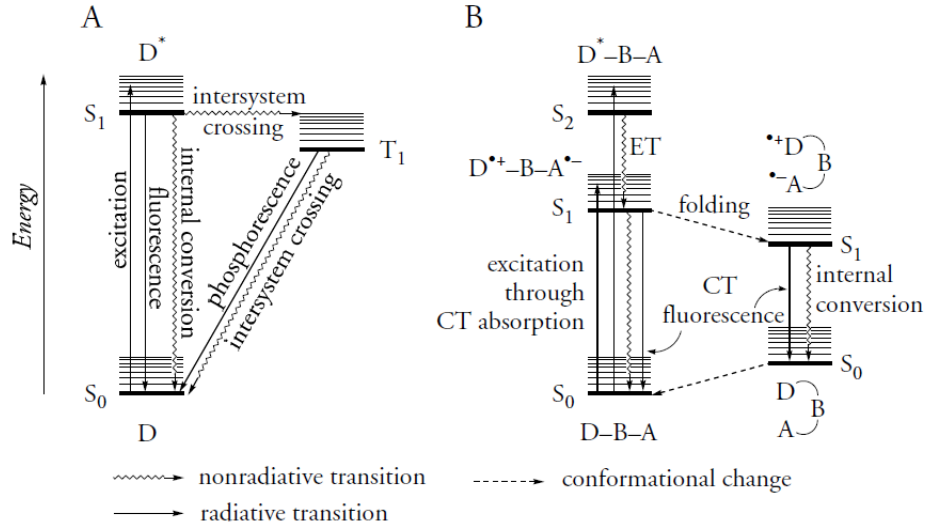 A
D*
Energy
S1
intersystem
crossing
T1
excitation
fluorescence
internal conversion
phosphorescence
intersystem crossing
S0
D
B
D*–B–A
S2
ET
D•+–B–A•−
S1
•+D
B
•−A
folding
S1
excitation
through
CT absorption
CT
fluorescence
internal
conversion
S0
S0
D
B
A
D–B–A
nonradiative transition
conformational change
radiative transition